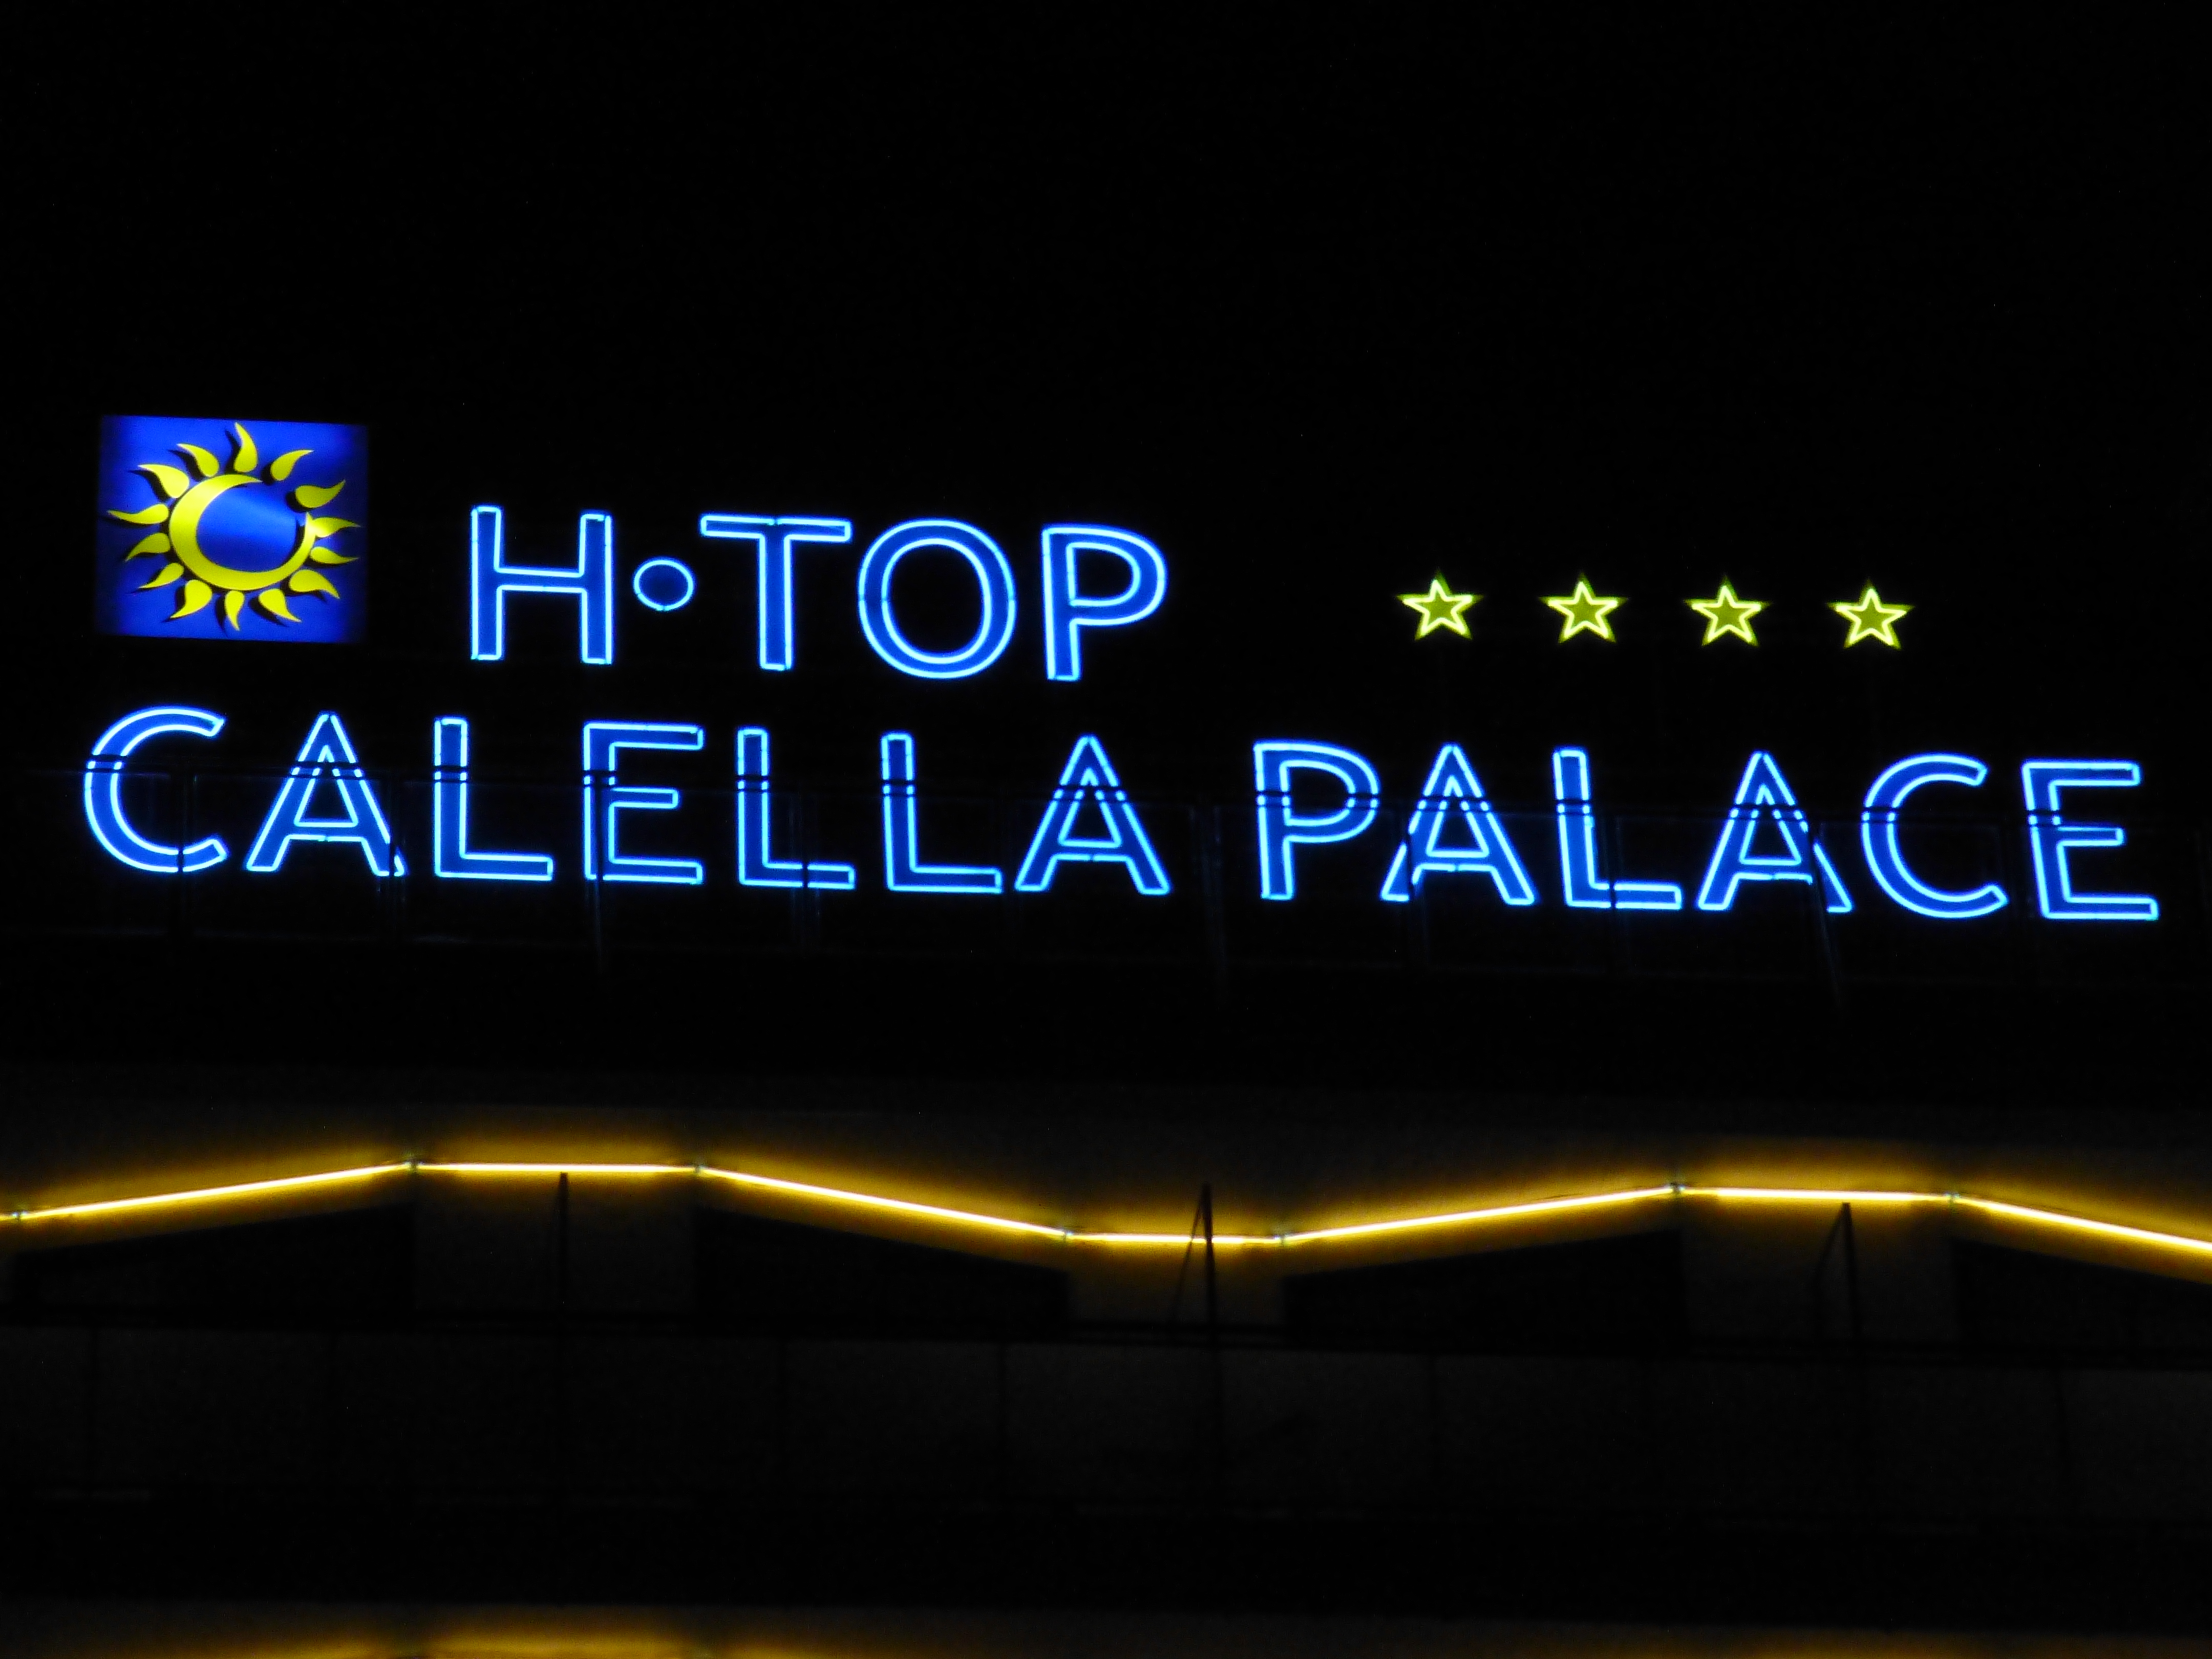 H•TOP ★★★★
CALELLA PALACE